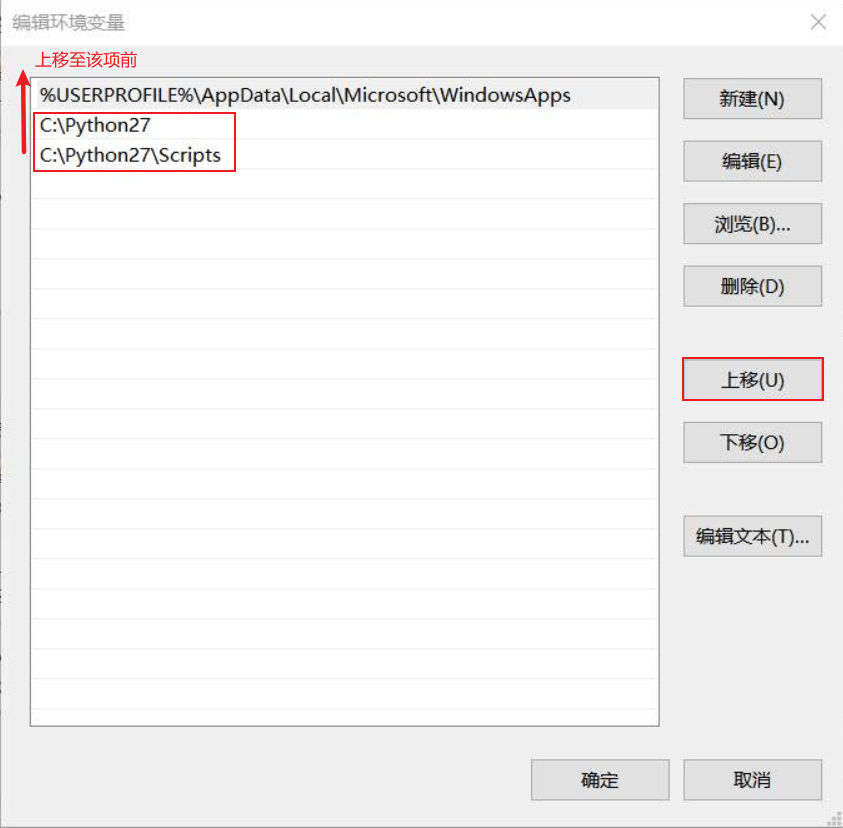 编辑环境变量
上移至该项前
%USERPROFILE%\AppData\Local\Microsoft\WindowsApps
C:\Python27
C:\Python27\Scripts
新建(N)
编辑(E)
浏览(B)...
删除(D)
上移(U)
下移(O)
编辑文本(T)...
确定
取消